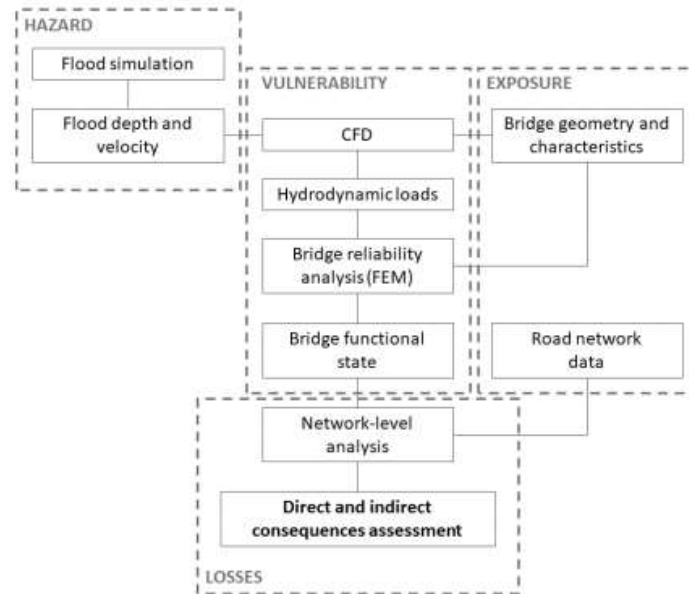 HAZARD
Flood simulation
Flood depth and
velocity
VULNERABILITY
CFD
Hydrodynamic loads
Bridge reliability
analysis (FEM)
Bridge functional
state
EXPOSURE
Bridge geometry and
characteristics
Road network
data
Network-level
analysis
Direct and indirect
consequences assessment
LOSSES